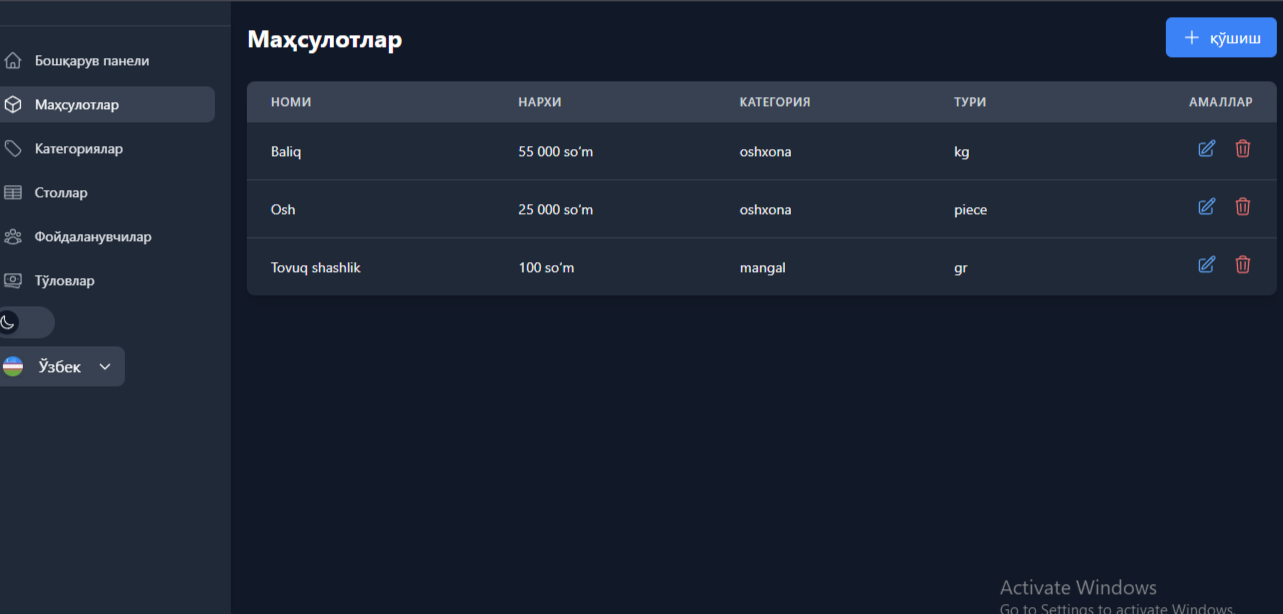 Маҳсулотлар
қўшиш
Бошқарув панели
Маҳсулотлар
Категориялар
Столлар
Фойдаланувчилар
Тўловлар
Ўзбек
НОМИ НАРХИ КАТЕГОРИЯ ТУРИ АМАЛЛАР
Baliq 55 000 so‘m oshxona kg
Osh 25 000 so‘m oshxona piece
Tovuq shashlik 100 so‘m mangal gr
Activate Windows
Go to Settings to activate Windows.